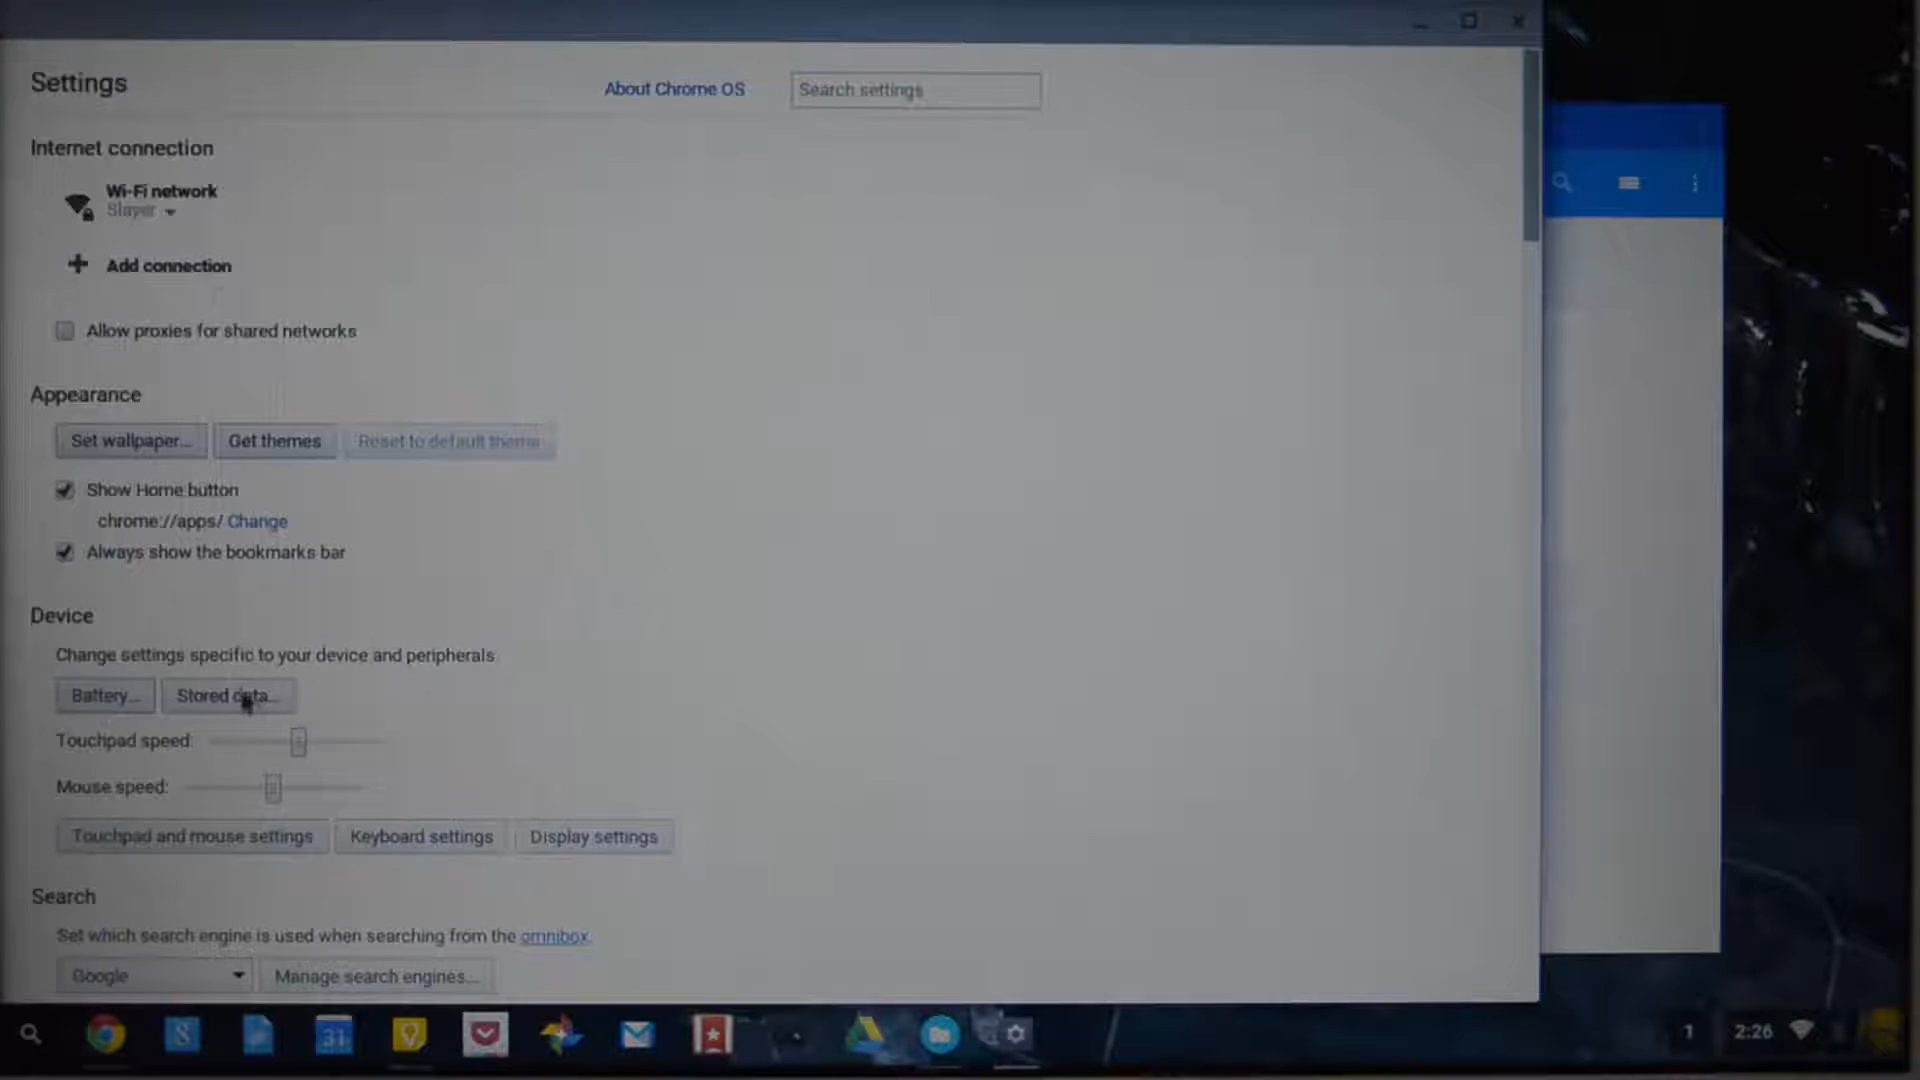 Settings
About Chrome OS
Search settings
Internet connection
Wi-Fi network
Slayer
Add connection
Allow proxies for shared networks
Appearance
Set wallpaper...
Get themes
Reset to default theme
Show Home button
chrome://apps/ Change
Always show the bookmarks bar
Device
Change settings specific to your device and peripherals
Battery...
Stored data...
Touchpad speed:
Mouse speed:
Touchpad and mouse settings
Keyboard settings
Display settings
Search
Set which search engine is used when searching from the omnibox.
Google
Manage search engines...
8
31
1
2:26